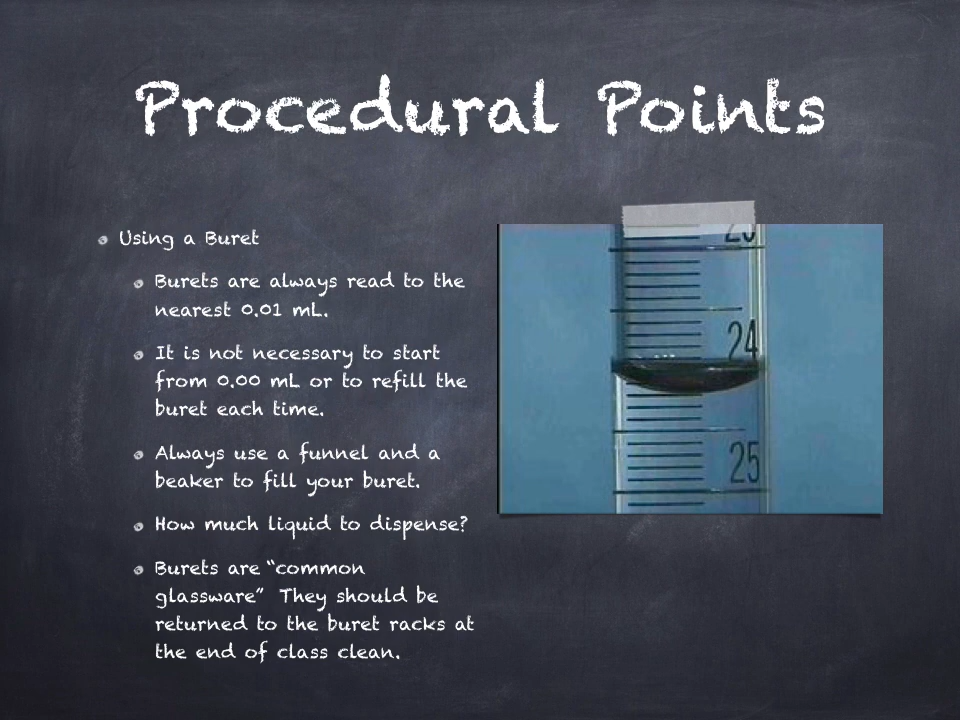 Procedural Points
Using a Buret
Burets are always read to the
nearest 0.01 mL.
It is not necessary to start
from 0.00 mL or to refill the
buret each time.
Always use a funnel and a
beaker to fill your buret.
How much liquid to dispense?
Burets are “common
glassware” They should be
returned to the buret racks at
the end of class clean.
24
25